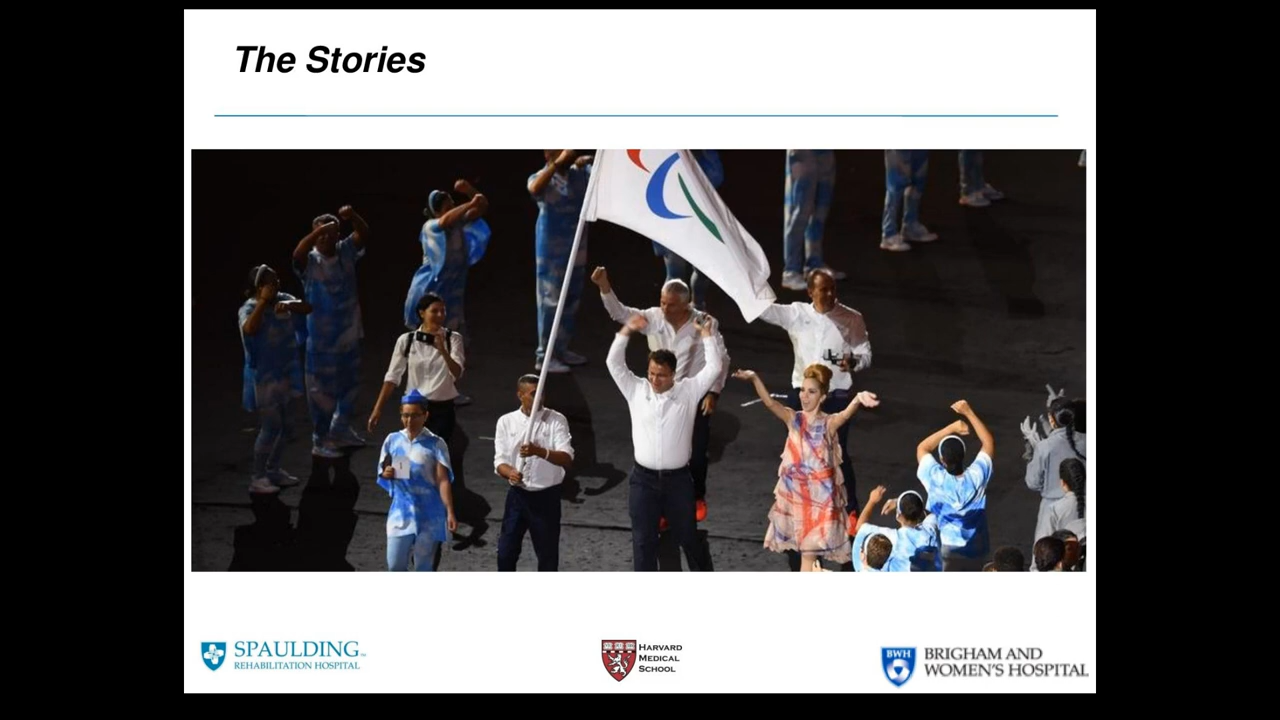 The Stories
SPAULDING
REHABILITATION HOSPITAL
HARVARD
MEDICAL
SCHOOL
BWH
BRIGHAM AND
WOMEN'S HOSPITAL